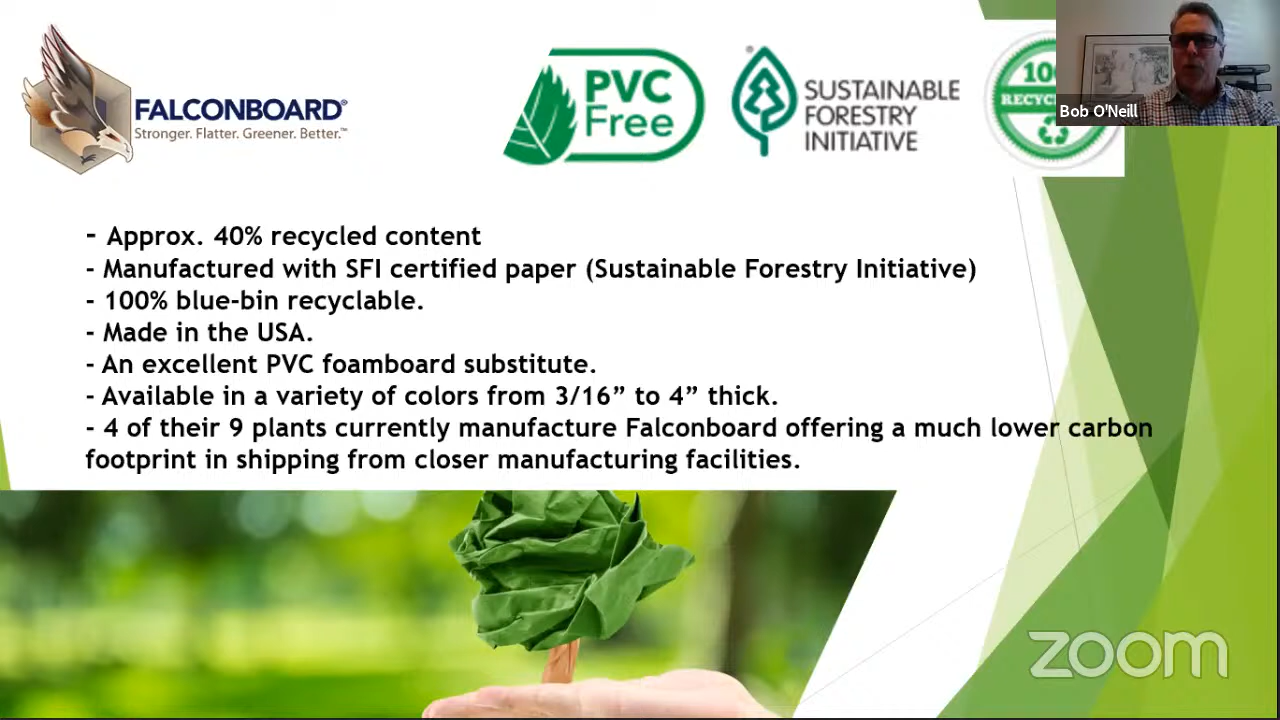 FALCONBOARD®
Stronger. Flatter. Greener. Better.™
PVC
Free
®
SUSTAINABLE
FORESTRY
INITIATIVE
Bob O'Neill
- Approx. 40% recycled content
- Manufactured with SFI certified paper (Sustainable Forestry Initiative)
- 100% blue-bin recyclable.
- Made in the USA.
- An excellent PVC foamboard substitute.
- Available in a variety of colors from 3/16” to 4” thick.
- 4 of their 9 plants currently manufacture Falconboard offering a much lower carbon
footprint in shipping from closer manufacturing facilities.
zoom